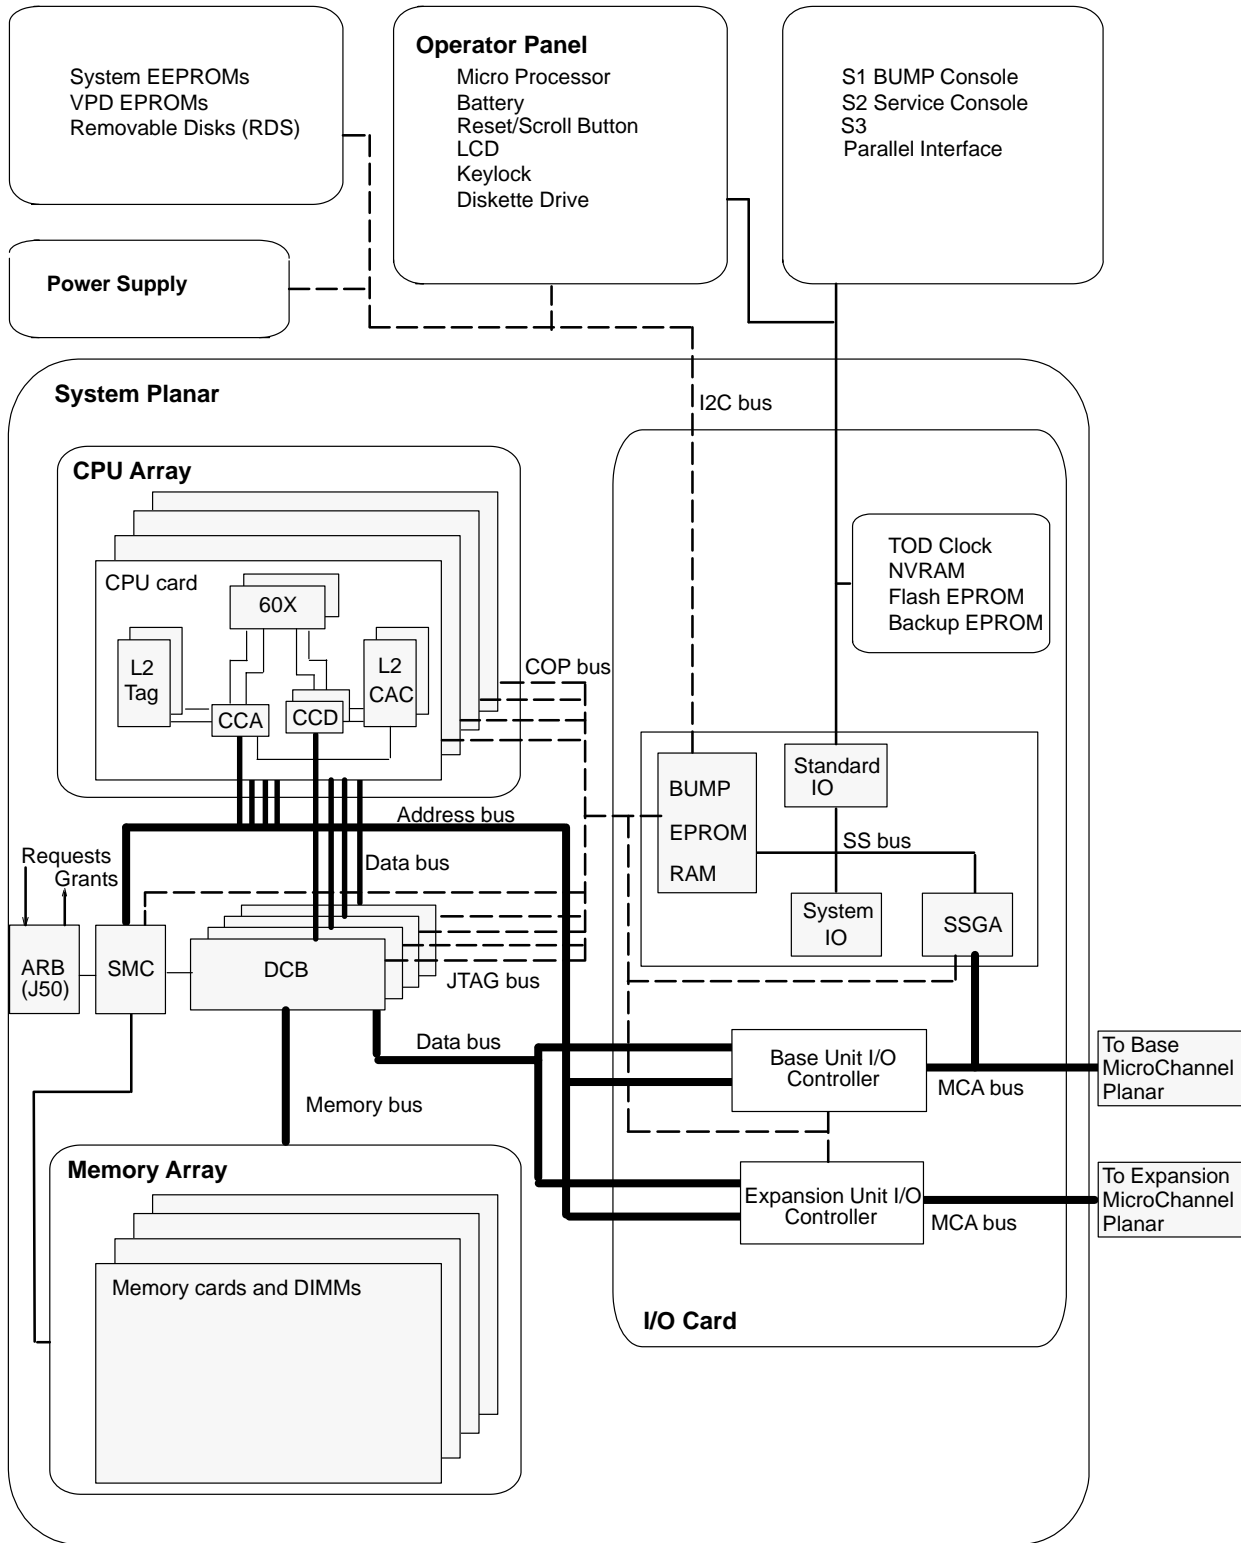 System EEPROMs
VPD EPROMs
Removable Disks (RDS)
Operator Panel
Micro Processor
Battery
Reset/Scroll Button
LCD
Keylock
Diskette Drive
S1 BUMP Console
S2 Service Console
S3
Parallel Interface
Power Supply
System Planar
I2C bus
CPU Array
CPU card
60X
L2
Tag
L2
CAC
CCA
CCD
COP bus
TOD Clock
NVRAM
Flash EPROM
Backup EPROM
BUMP
EPROM
RAM
Standard
IO
SS bus
System
IO
SSGA
Address bus
Data bus
Requests
Grants
ARB
(J50)
SMC
DCB
JTAG bus
Data bus
Memory bus
Base Unit I/O
Controller
MCA bus
To Base
MicroChannel
Planar
Expansion Unit I/O
Controller
MCA bus
To Expansion
MicroChannel
Planar
Memory Array
Memory cards and DIMMs
I/O Card